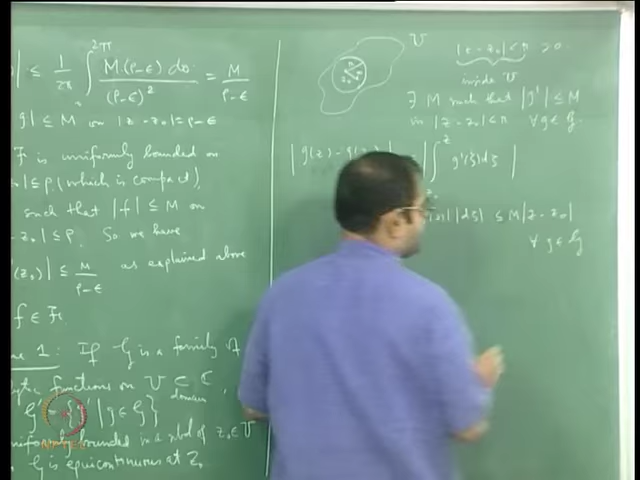 | ≤ 1/2π ∫ 2π M(ρ-ε) dθ / (ρ-ε)² = M/ρ-ε
g| ≤ M on |z-z₀| = ρ-ε
F is uniformly bounded on
| ≤ ρ (which is compact),
such that |f| ≤ M on
-z₀| ≤ ρ. So we have
(z₀)| ≤ M/ρ-ε as explained above
f ∈ F.
1: If G is a family of
functions on U ⊂ ℂ domain,
G' = {g' | g ∈ G}
uniformly bounded in a nbd of z₀ ∈ U
G is equicontinuous at z₀
U
|z-z₀| < r > 0
inside U
∃ M such that |g'| ≤ M
in |z-z₀| < r ∀ g ∈ G.
|g(z) - g(z₀)| | ∫ z g'(ζ)dζ |
| |dζ| ≤ M|z-z₀|
∀ g ∈ G